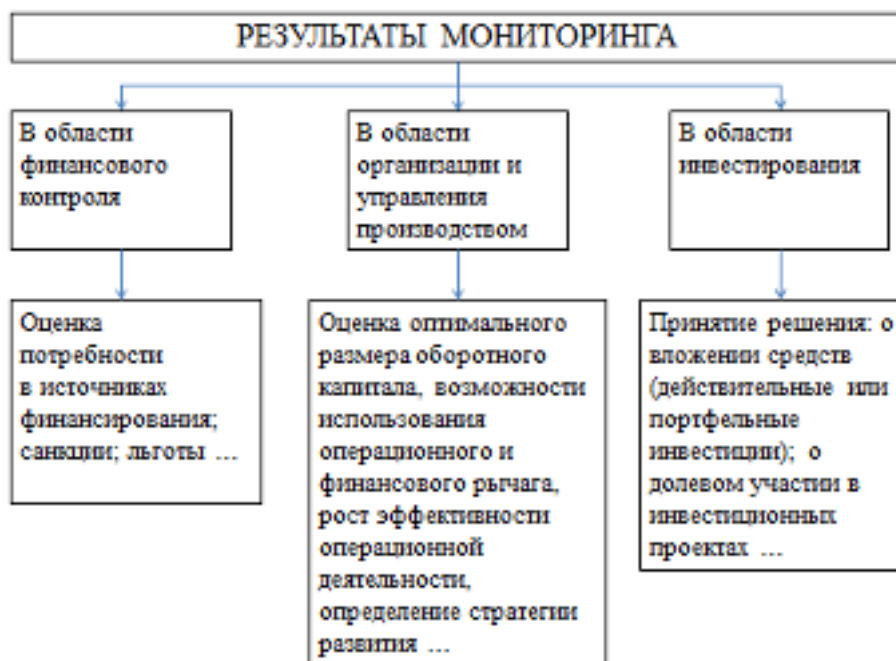 РЕЗУЛЬТАТЫ МОНИТОРИНГА
В области
финансового
контроля
В области
организации и
управления
производством
В области
инвестирования
Оценка
потребности
в источниках
финансирования;
санкции; льготы ...
Оценка оптимального
размера оборотного
капитала, возможности
использования
операционного и
финансового рычага,
рост эффективности
операционной
деятельности,
определение стратегии
развития ...
Принятие решения: о
вложении средств
(действительные или
портфельные
инвестиции); о
долевом участии в
инвестиционных
проектах ...